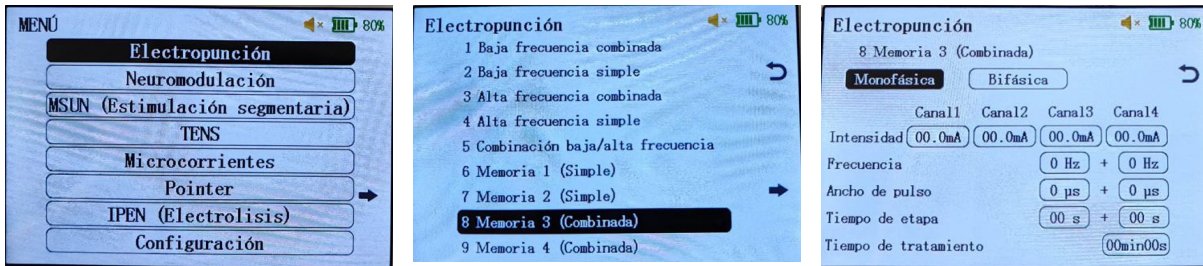 MENÚ 80%
Electropunción
Neuromodulación
MSUN (Estimulación segmentaria)
TENS
Microcorrientes
Pointer
IPEN (Electrolisis)
Configuración
Electropunción 80%
1 Baja frecuencia combinada
2 Baja frecuencia simple
3 Alta frecuencia combinada
4 Alta frecuencia simple
5 Combinación baja/alta frecuencia
6 Memoria 1 (Simple)
7 Memoria 2 (Simple)
8 Memoria 3 (Combinada)
9 Memoria 4 (Combinada)
Electropunción 80%
8 Memoria 3 (Combinada)
Monofásica Bifásica
Canal1 Canal2 Canal3 Canal4
Intensidad 00.0mA 00.0mA 00.0mA 00.0mA
Frecuencia 0 Hz + 0 Hz
Ancho de pulso 0 μs + 0 μs
Tiempo de etapa 00 s + 00 s
Tiempo de tratamiento 00min00s